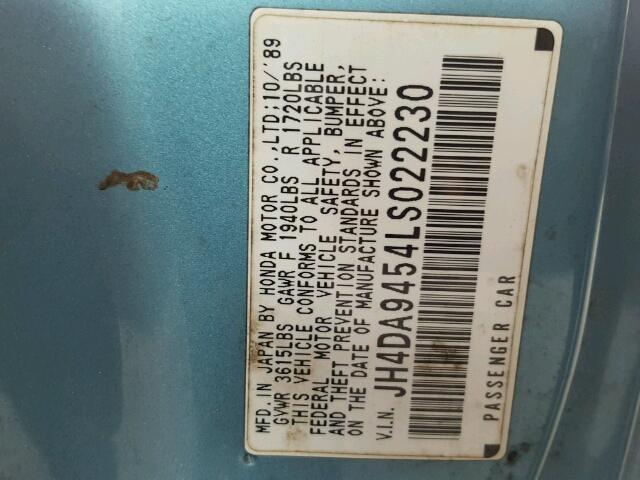 MFD.IN JAPAN BY HONDA MOTOR CO.,LTD;10/'89
GVWR 3615LBS GAWR F 1940LBS R 1720LBS
THIS VEHICLE CONFORMS TO ALL APPLICABLE
FEDERAL MOTOR VEHICLE SAFETY, BUMPER,
AND THEFT PREVENTION STANDARDS IN EFFECT
ON THE DATE OF MANUFACTURE SHOWN ABOVE:
V.I.N. JH4DA9454LS022230
PASSENGER CAR